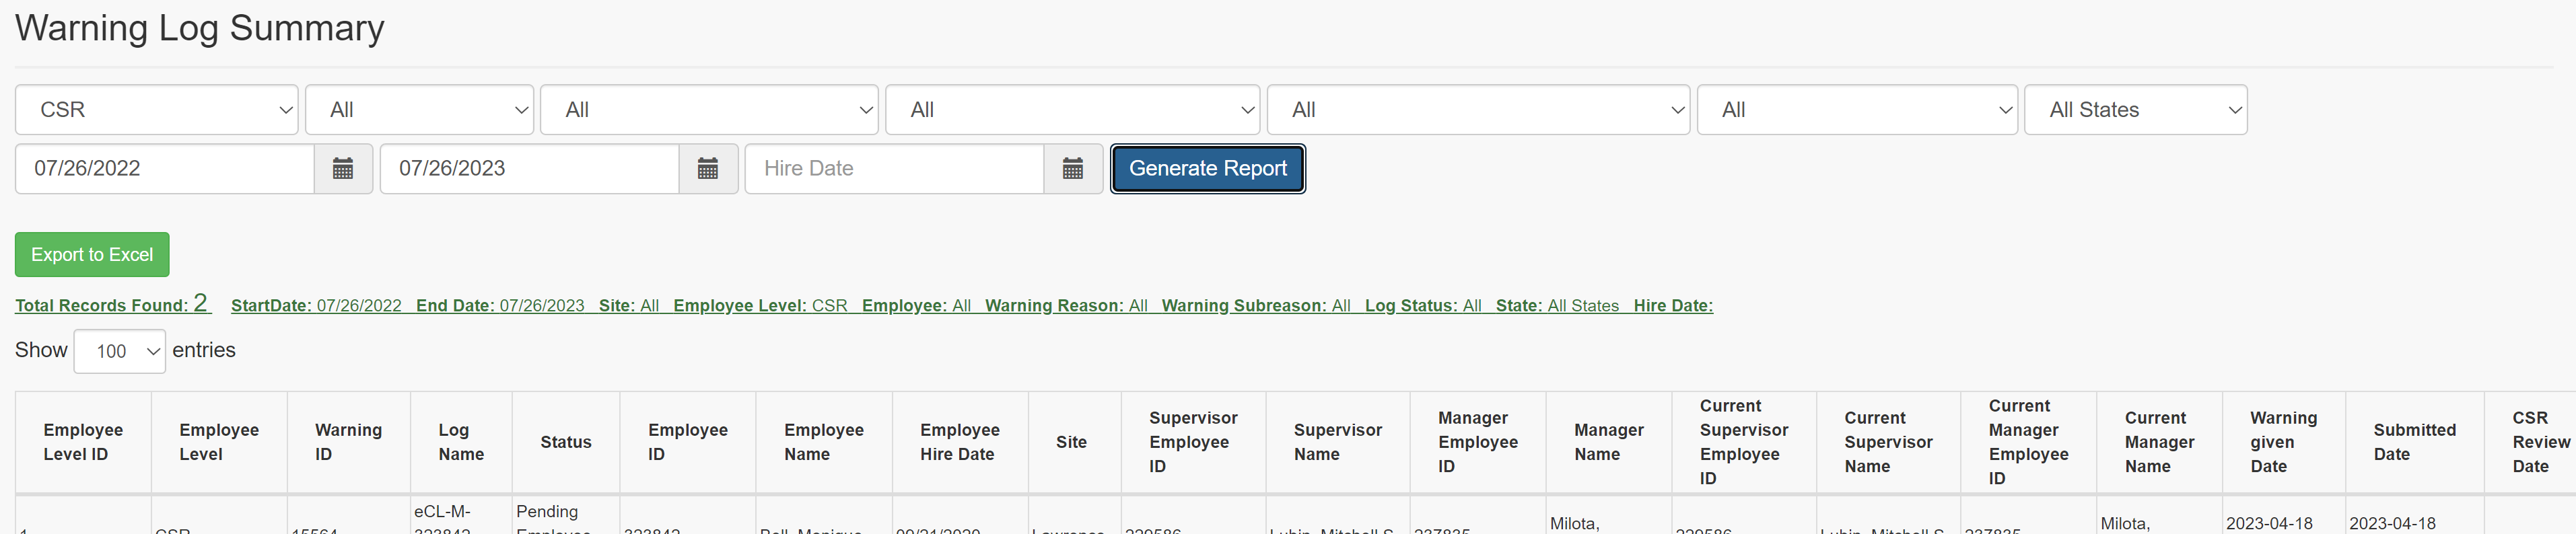 Warning Log Summary
CSR All All All All All All States
07/26/2022 07/26/2023 Hire Date Generate Report
Export to Excel
Total Records Found: 2 StartDate: 07/26/2022 End Date: 07/26/2023 Site: All Employee Level: CSR Employee: All Warning Reason: All Warning Subreason: All Log Status: All State: All States Hire Date:
Show 100 entries
Employee Level ID Employee Level Warning ID Log Name Status Employee ID Employee Name Employee Hire Date Site Supervisor Employee ID Supervisor Name Manager Employee ID Manager Name Current Supervisor Employee ID Current Supervisor Name Current Manager Employee ID Current Manager Name Warning given Date Submitted Date CSR Review Date
eCL-M- Pending Milota, Milota, 2023-04-18 2023-04-18